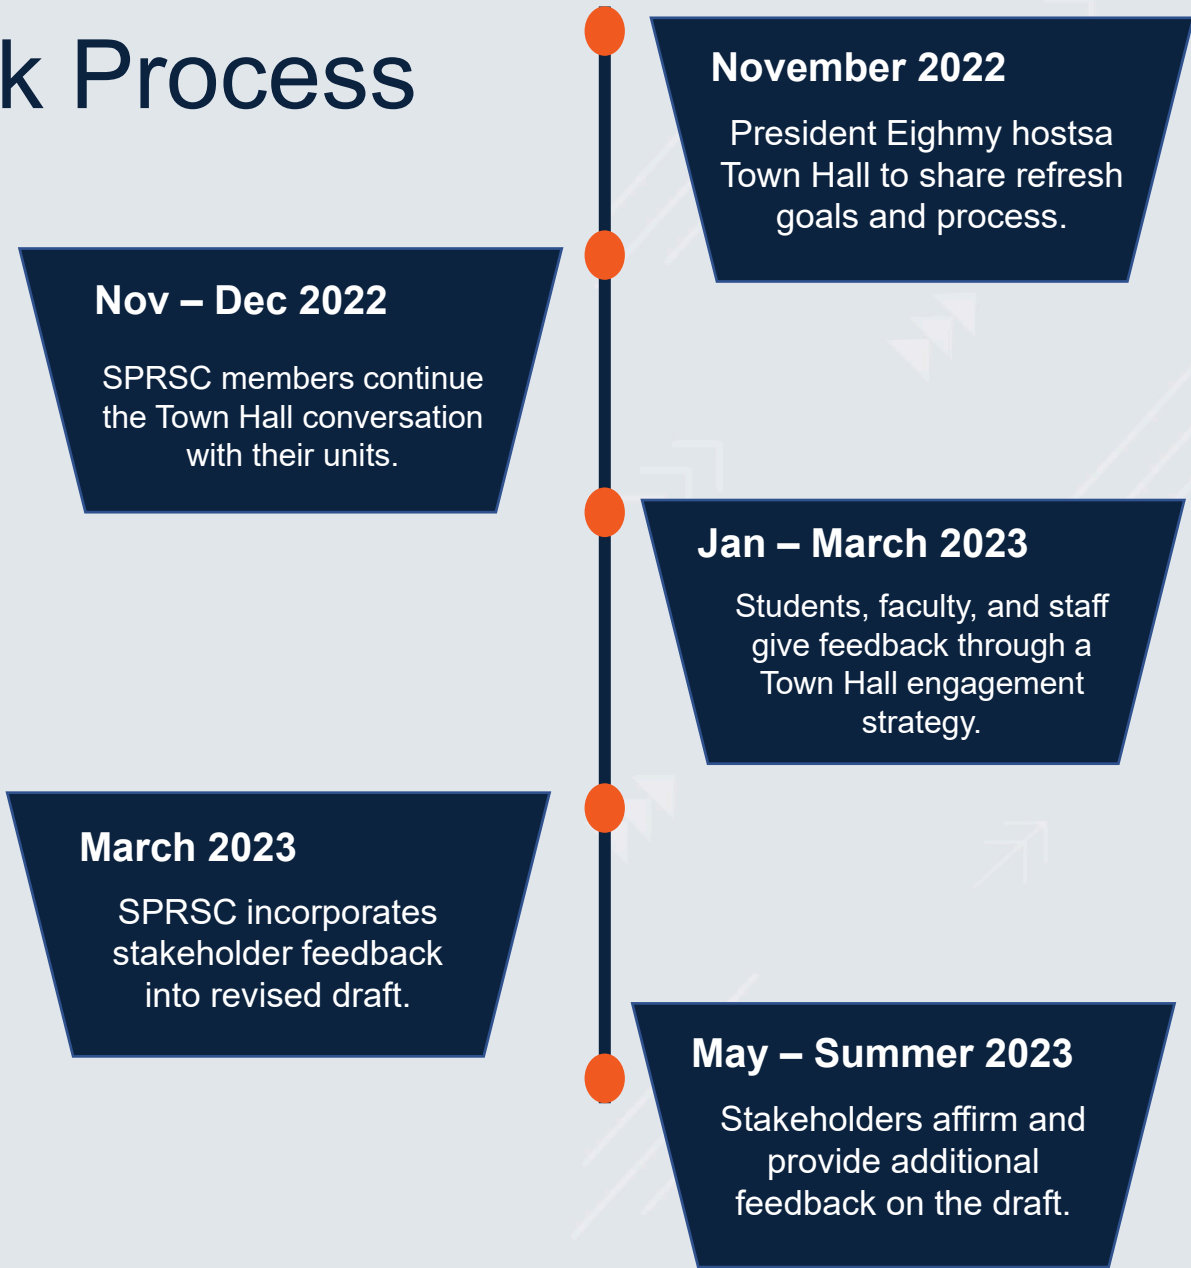 k Process
November 2022
President Eighmy hostsa
Town Hall to share refresh
goals and process.
Nov – Dec 2022
SPRSC members continue
the Town Hall conversation
with their units.
Jan – March 2023
Students, faculty, and staff
give feedback through a
Town Hall engagement
strategy.
March 2023
SPRSC incorporates
stakeholder feedback
into revised draft.
May – Summer 2023
Stakeholders affirm and
provide additional
feedback on the draft.